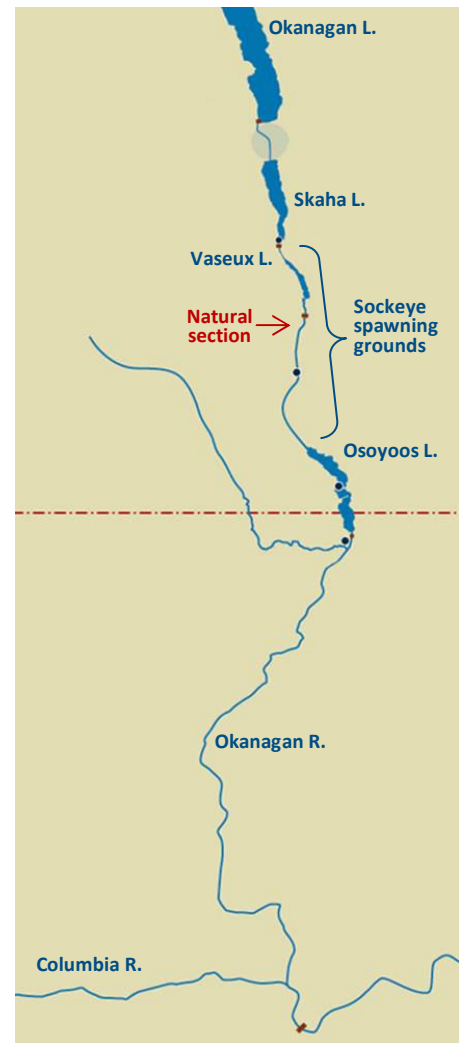 Okanagan L.
Skaha L.
Vaseux L.
Natural
section
Sockeye
spawning
grounds
Osoyoos L.
Okanagan R.
Columbia R.